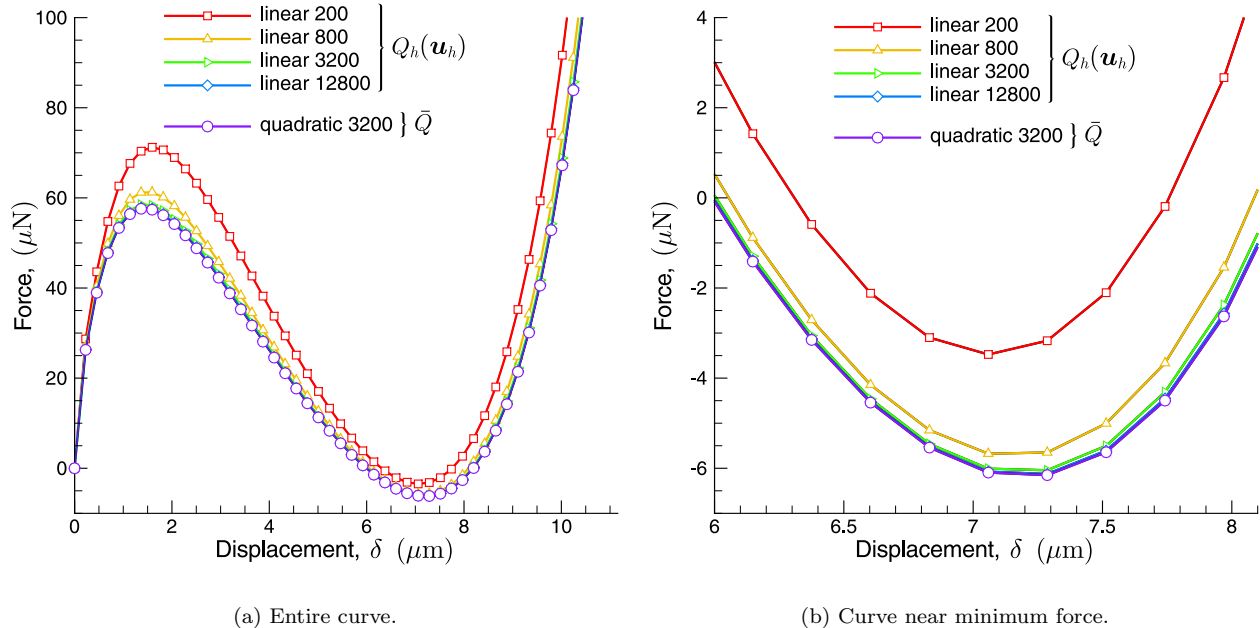 linear 200
linear 800
linear 3200
linear 12800
} Q_h(u_h)
quadratic 3200 } Q̄
100
80
60
40
20
0
Force, (μN)
0 2 4 6 8 10
Displacement, δ (μm)
(a) Entire curve.
linear 200
linear 800
linear 3200
linear 12800
} Q_h(u_h)
quadratic 3200 } Q̄
4
2
0
-2
-4
-6
Force, (μN)
6 6.5 7 7.5 8
Displacement, δ (μm)
(b) Curve near minimum force.